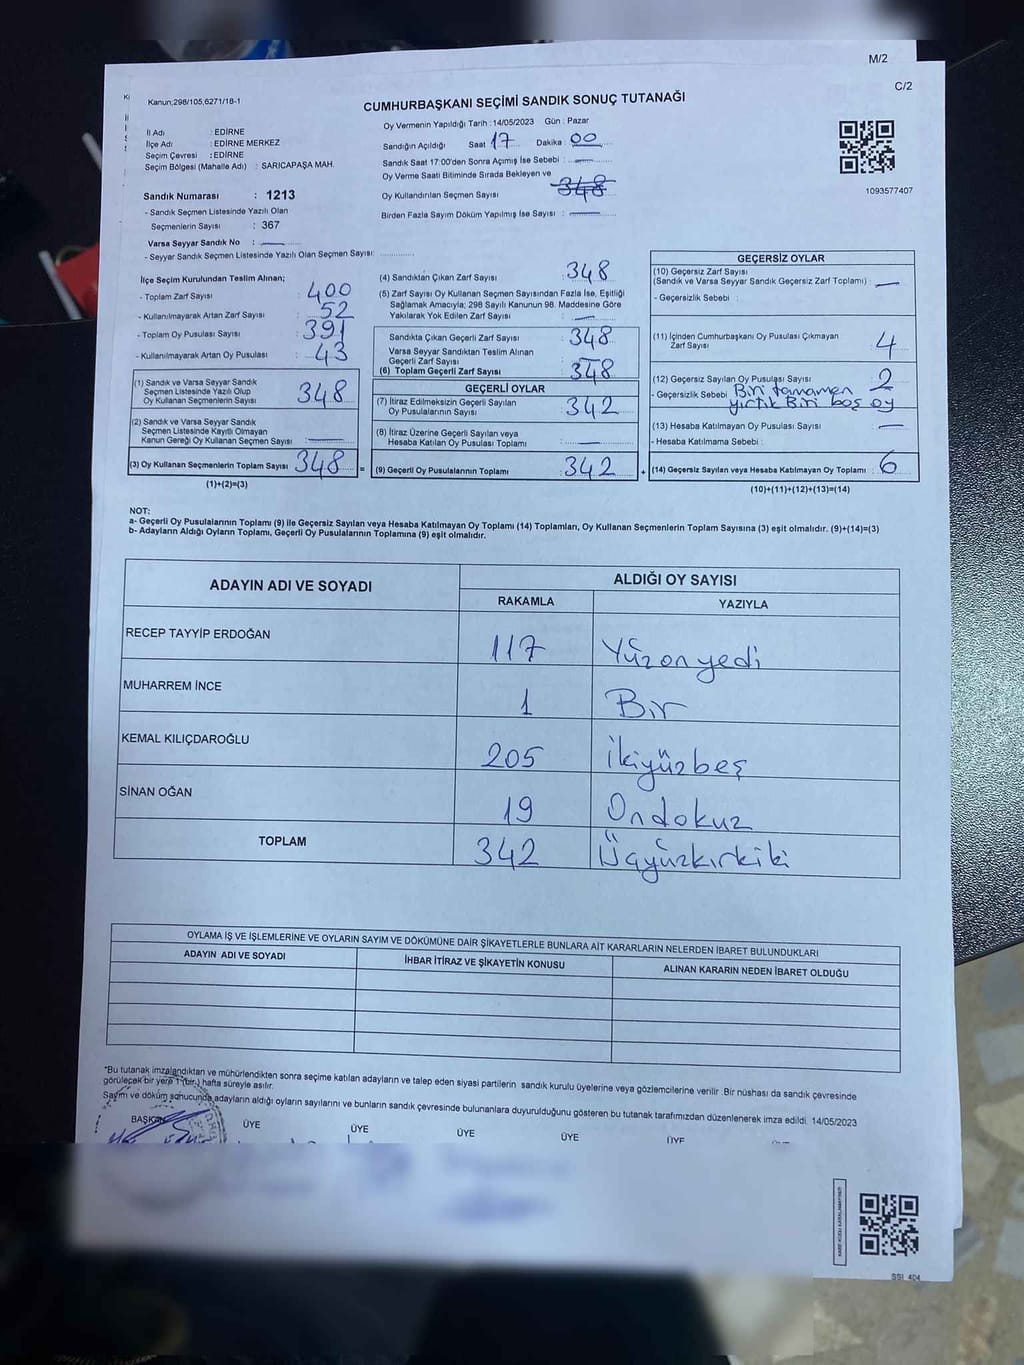 M/2
C/2
Kanun;298/105,6271/18-1
CUMHURBAŞKANI SEÇİMİ SANDIK SONUÇ TUTANAĞI
İl Adı : EDİRNE
İlçe Adı : EDİRNE MERKEZ
Seçim Çevresi : EDİRNE
Seçim Bölgesi (Mahalle Adı) : SARICAPAŞA MAH.
Sandık Numarası : 1213
- Sandık Seçmen Listesinde Yazılı Olan
Seçmenlerin Sayısı : 367
Varsa Seyyar Sandık No :
- Seyyar Sandık Seçmen Listesinde Yazılı Olan Seçmen Sayısı:
Oy Vermenin Yapıldığı Tarih : 14/05/2023 Gün : Pazar
Sandığın Açıldığı Saat 17 Dakika 00
Sandık Saat 17:00'den Sonra Açımış İse Sebebi :
Oy Verme Saati Bitiminde Sırada Bekleyen ve
Oy Kullandırılan Seçmen Sayısı 348
Birden Fazla Sayım Döküm Yapılmış İse Sayısı :
1093577407
İlçe Seçim Kurulundan Teslim Alınan;
- Toplam Zarf Sayısı : 400
- Kullanılmayarak Artan Zarf Sayısı : 52
- Toplam Oy Pusulası Sayısı : 391
- Kullanılmayarak Artan Oy Pusulası : 43
(1) Sandık ve Varsa Seyyar Sandık
Seçmen Listesinde Yazılı Olup
Oy Kullanan Seçmenlerin Sayısı : 348
(2) Sandık ve Varsa Seyyar Sandık
Seçmen Listesinde Kayıtlı Olmayan
Kanun Gereği Oy Kullanan Seçmen Sayısı :
(3) Oy Kullanan Seçmenlerin Toplam Sayısı : 348 =
(1)+(2)=(3)
(4) Sandıktan Çıkan Zarf Sayısı : 348
(5) Zarf Sayısı Oy Kullanan Seçmen Sayısından Fazla İse, Eşitliği
Sağlamak Amacıyla; 298 Sayılı Kanunun 98. Maddesine Göre
Yakılarak Yok Edilen Zarf Sayısı :
Sandıkta Çıkan Geçerli Zarf Sayısı : 348
Varsa Seyyar Sandıktan Teslim Alınan
Geçerli Zarf Sayısı :
(6) Toplam Geçerli Zarf Sayısı : 348
GEÇERLİ OYLAR
(7) İtiraz Edilmeksizin Geçerli Sayılan
Oy Pusulalarının Sayısı : 342
(8) İtiraz Üzerine Geçerli Sayılan veya
Hesaba Katılan Oy Pusulası Toplamı :
(9) Geçerli Oy Pusulalarının Toplamı : 342 +
GEÇERSİZ OYLAR
(10) Geçersiz Zarf Sayısı
(Sandık ve Varsa Seyyar Sandık Geçersiz Zarf Toplamı) :
- Geçersizlik Sebebi :
(11) İçinden Cumhurbaşkanı Oy Pusulası Çıkmayan
Zarf Sayısı : 4
(12) Geçersiz Sayılan Oy Pusulası Sayısı : 2
- Geçersizlik Sebebi Biri tamamen
yırtık Biri boş oy
(13) Hesaba Katılmayan Oy Pusulası Sayısı :
- Hesaba Katılmama Sebebi :
(14) Geçersiz Sayılan veya Hesaba Katılmayan Oy Toplamı : 6
(10)+(11)+(12)+(13)=(14)
NOT:
a- Geçerli Oy Pusulalarının Toplamı (9) ile Geçersiz Sayılan veya Hesaba Katılmayan Oy Toplamı (14) Toplamları, Oy Kullanan Seçmenlerin Toplam Sayısına (3) eşit olmalıdır. (9)+(14)=(3)
b- Adayların Aldığı Oyların Toplamı, Geçerli Oy Pusulalarının Toplamına (9) eşit olmalıdır.
ADAYIN ADI VE SOYADI
ALDIĞI OY SAYISI
RAKAMLA YAZIYLA
RECEP TAYYİP ERDOĞAN 117 Yüzonyedi
MUHARREM İNCE 1 Bir
KEMAL KILIÇDAROĞLU 205 İkiyüzbeş
SİNAN OĞAN 19 Ondokuz
TOPLAM 342 Üçyüzkırkiki
OYLAMA İŞ VE İŞLEMLERİNE VE OYLARIN SAYIM VE DÖKÜMÜNE DAİR ŞİKAYETLERLE BUNLARA AİT KARARLARIN NELERDEN İBARET BULUNDUKLARI
ADAYIN ADI VE SOYADI İHBAR İTİRAZ VE ŞİKAYETİN KONUSU ALINAN KARARIN NEDEN İBARET OLDUĞU
*Bu tutanak imzalandıktan ve mühürlendikten sonra seçime katılan adayların ve talep eden siyasi partilerin sandık kurulu üyelerine veya gözlemcilerine verilir .Bir nüshası da sandık çevresinde
görülecek bir yere 1 (bir ) hafta süreyle asılır.
Sayım ve döküm sonucunda adayların aldığı oyların sayılarını ve bunların sandık çevresinde bulunanlara duyurulduğunu gösteren bu tutanak tarafımızdan düzenlenerek imza edildi. 14/05/2023
BAŞKAN ÜYE ÜYE ÜYE ÜYE ÜYE
SSI_404